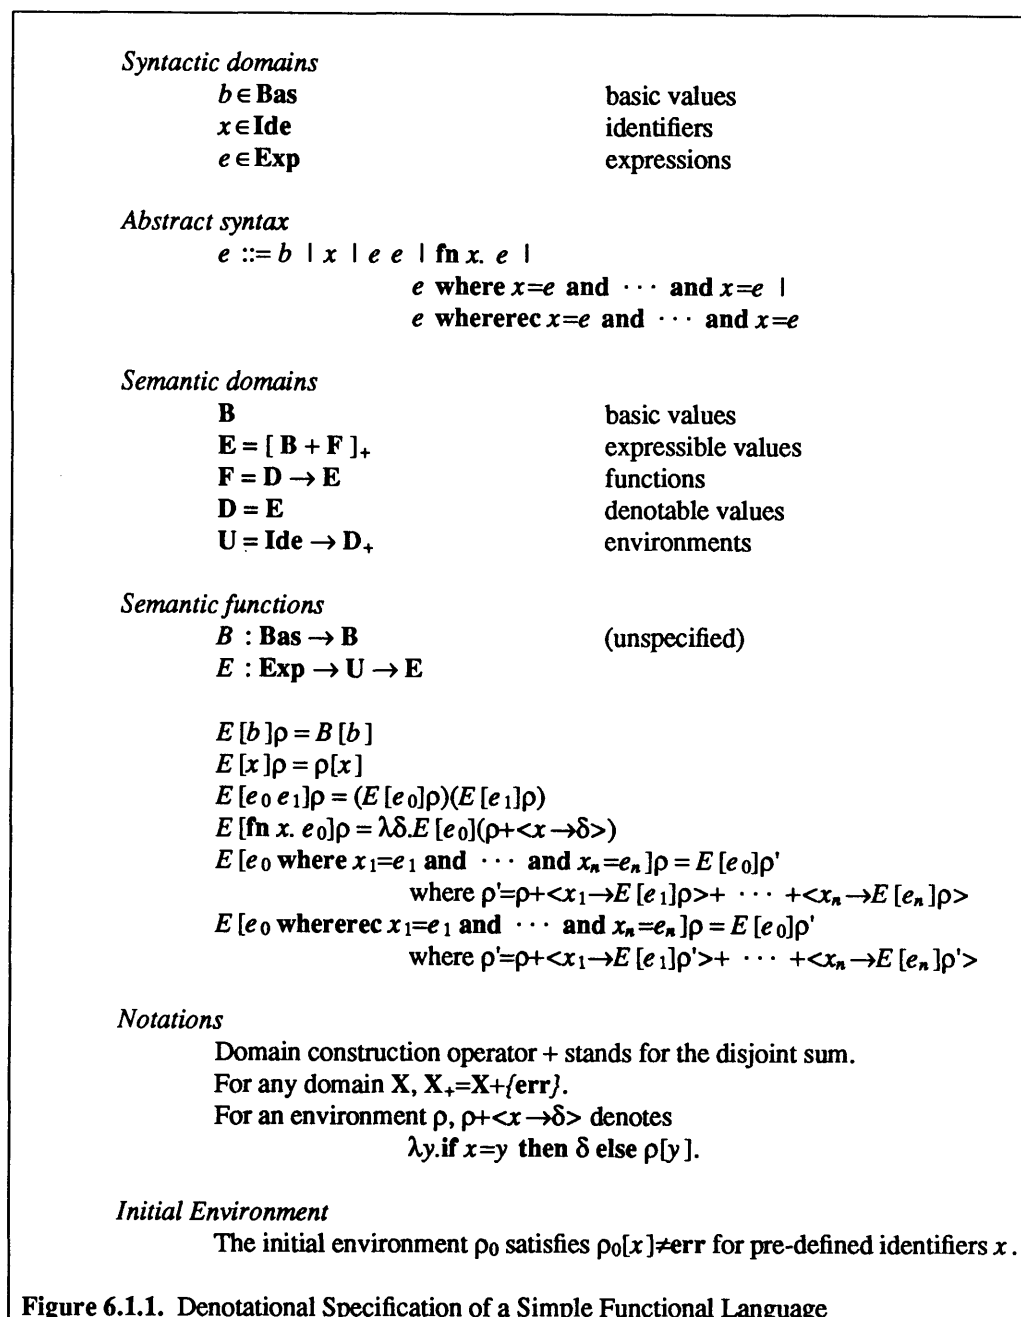 Syntactic domains
b ∈ Bas basic values
x ∈ Ide identifiers
e ∈ Exp expressions
Abstract syntax
e ::= b | x | e e | fn x. e |
e where x=e and ··· and x=e |
e whererec x=e and ··· and x=e
Semantic domains
B basic values
E = [ B + F ]₊ expressible values
F = D → E functions
D = E denotable values
U = Ide → D₊ environments
Semantic functions
B : Bas → B (unspecified)
E : Exp → U → E
E [b]ρ = B [b]
E [x]ρ = ρ[x]
E [e₀ e₁]ρ = (E [e₀]ρ)(E [e₁]ρ)
E [fn x. e₀]ρ = λδ.E [e₀](ρ+<x→δ>)
E [e₀ where x₁=e₁ and ··· and xₙ=eₙ]ρ = E [e₀]ρ'
where ρ'=ρ+<x₁→E [e₁]ρ>+ ··· +<xₙ→E [eₙ]ρ>
E [e₀ whererec x₁=e₁ and ··· and xₙ=eₙ]ρ = E [e₀]ρ'
where ρ'=ρ+<x₁→E [e₁]ρ'>+ ··· +<xₙ→E [eₙ]ρ'>
Notations
Domain construction operator + stands for the disjoint sum.
For any domain X, X₊=X+{err}.
For an environment ρ, ρ+<x→δ> denotes
λy.if x=y then δ else ρ[y].
Initial Environment
The initial environment ρ₀ satisfies ρ₀[x]≠err for pre-defined identifiers x.
Figure 6.1.1. Denotational Specification of a Simple Functional Language